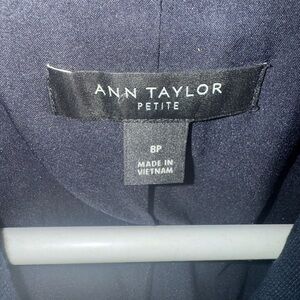 ANN TAYLOR
PETITE
8P
MADE IN
VIETNAM